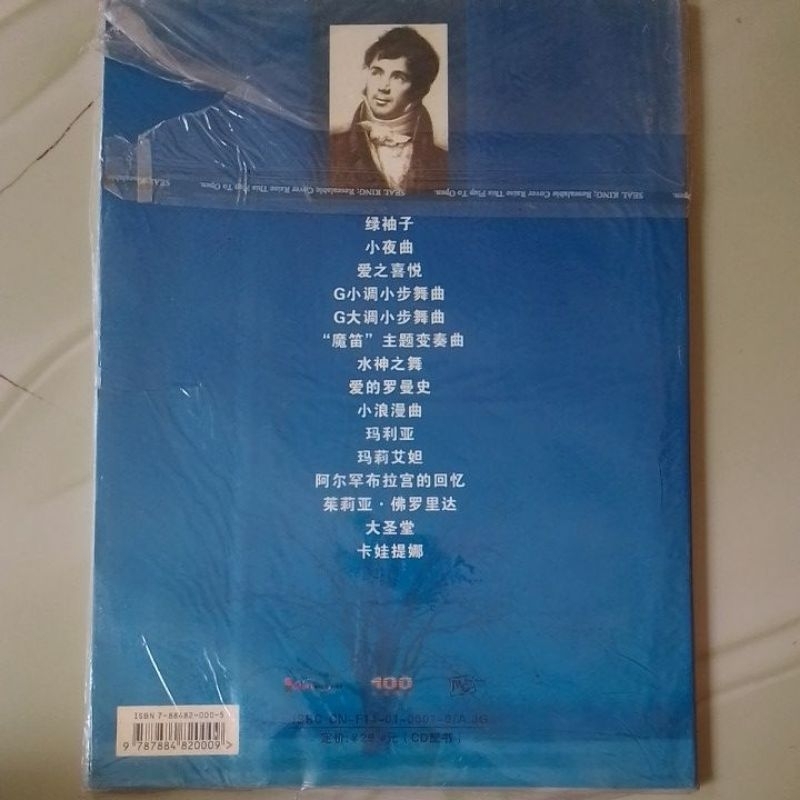 SEAL KING; Resealable Cover Raise This Flap To Open.
绿袖子
小夜曲
爱之喜悦
G小调小步舞曲
G大调小步舞曲
“魔笛”主题变奏曲
水神之舞
爱的罗曼史
小浪漫曲
玛利亚
玛莉艾妲
阿尔罕布拉宫的回忆
茱莉亚·佛罗里达
大圣堂
卡娃提娜
100
ISBN 7-88482-000-5
9 787884 820009 >
定价: 元(CD配书)